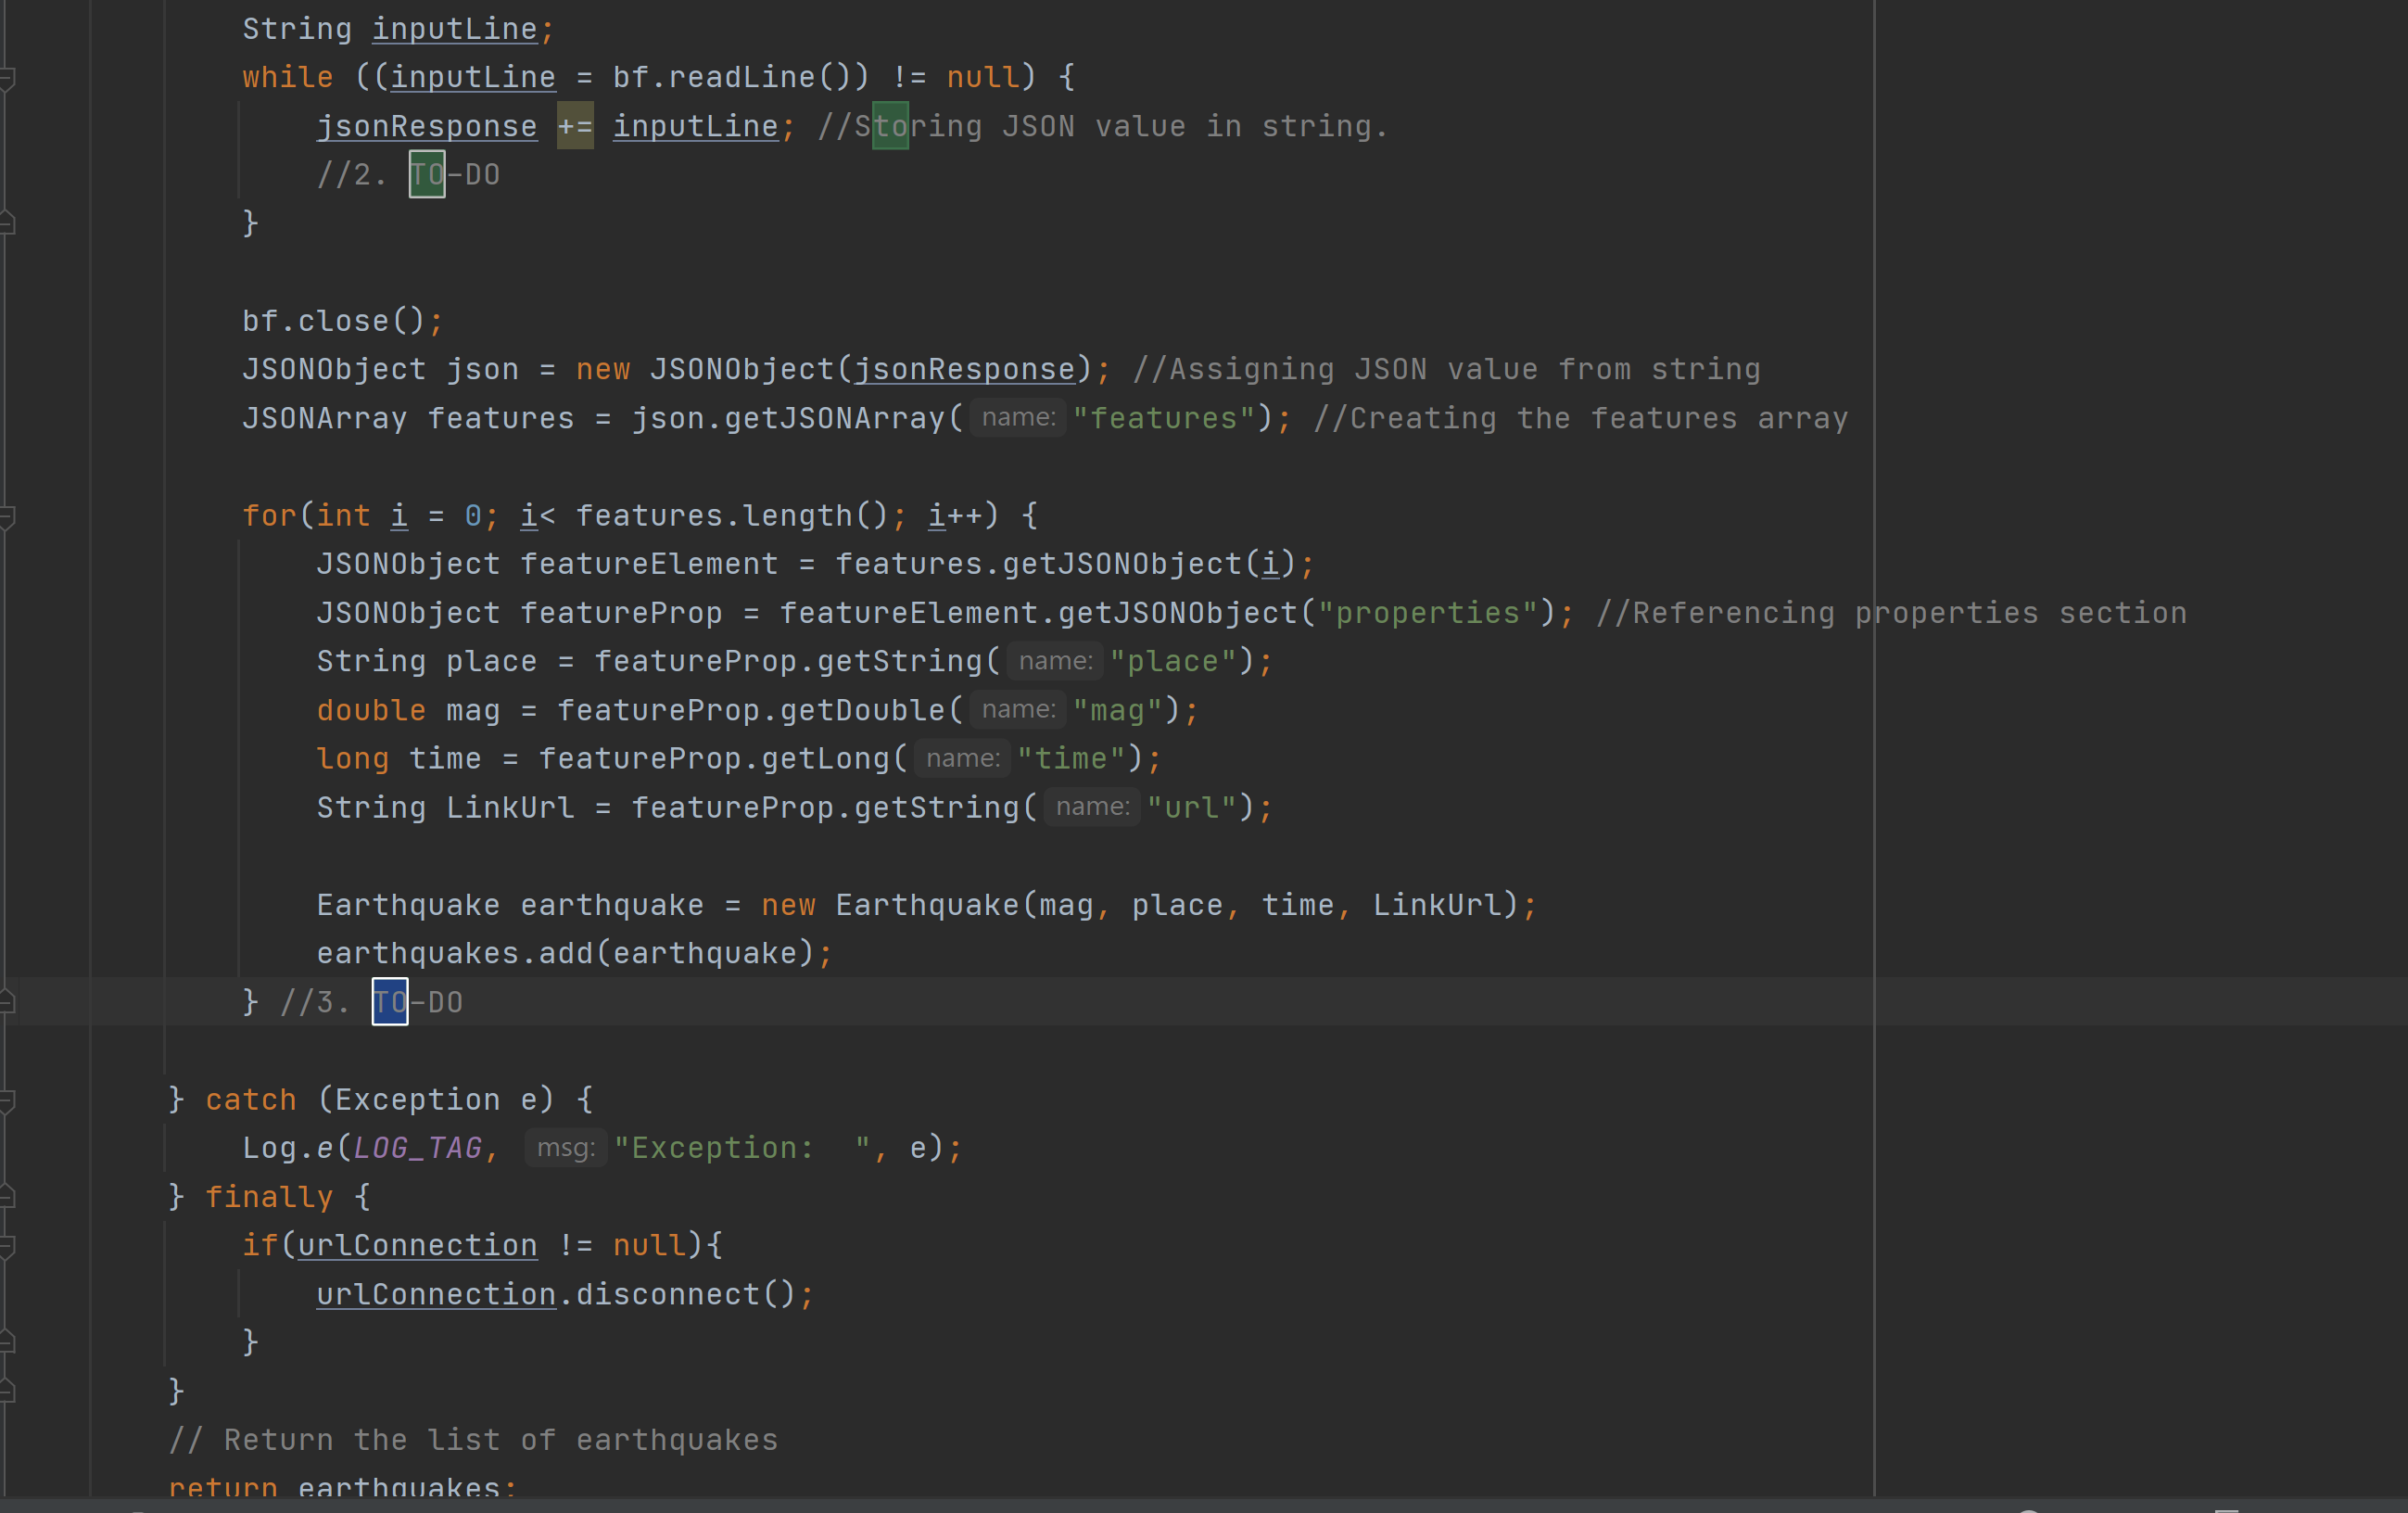 String inputLine;
while ((inputLine = bf.readLine()) != null) {
jsonResponse += inputLine; //Storing JSON value in string.
//2. TO-DO
}
bf.close();
JSONObject json = new JSONObject(jsonResponse); //Assigning JSON value from string
JSONArray features = json.getJSONArray( name: "features"); //Creating the features array
for(int i = 0; i< features.length(); i++) {
JSONObject featureElement = features.getJSONObject(i);
JSONObject featureProp = featureElement.getJSONObject("properties"); //Referencing properties section
String place = featureProp.getString( name: "place");
double mag = featureProp.getDouble( name: "mag");
long time = featureProp.getLong( name: "time");
String LinkUrl = featureProp.getString( name: "url");
Earthquake earthquake = new Earthquake(mag, place, time, LinkUrl);
earthquakes.add(earthquake);
} //3. TO-DO
} catch (Exception e) {
Log.e(LOG_TAG, msg: "Exception:  ", e);
} finally {
if(urlConnection != null){
urlConnection.disconnect();
}
}
// Return the list of earthquakes
return earthquakes;